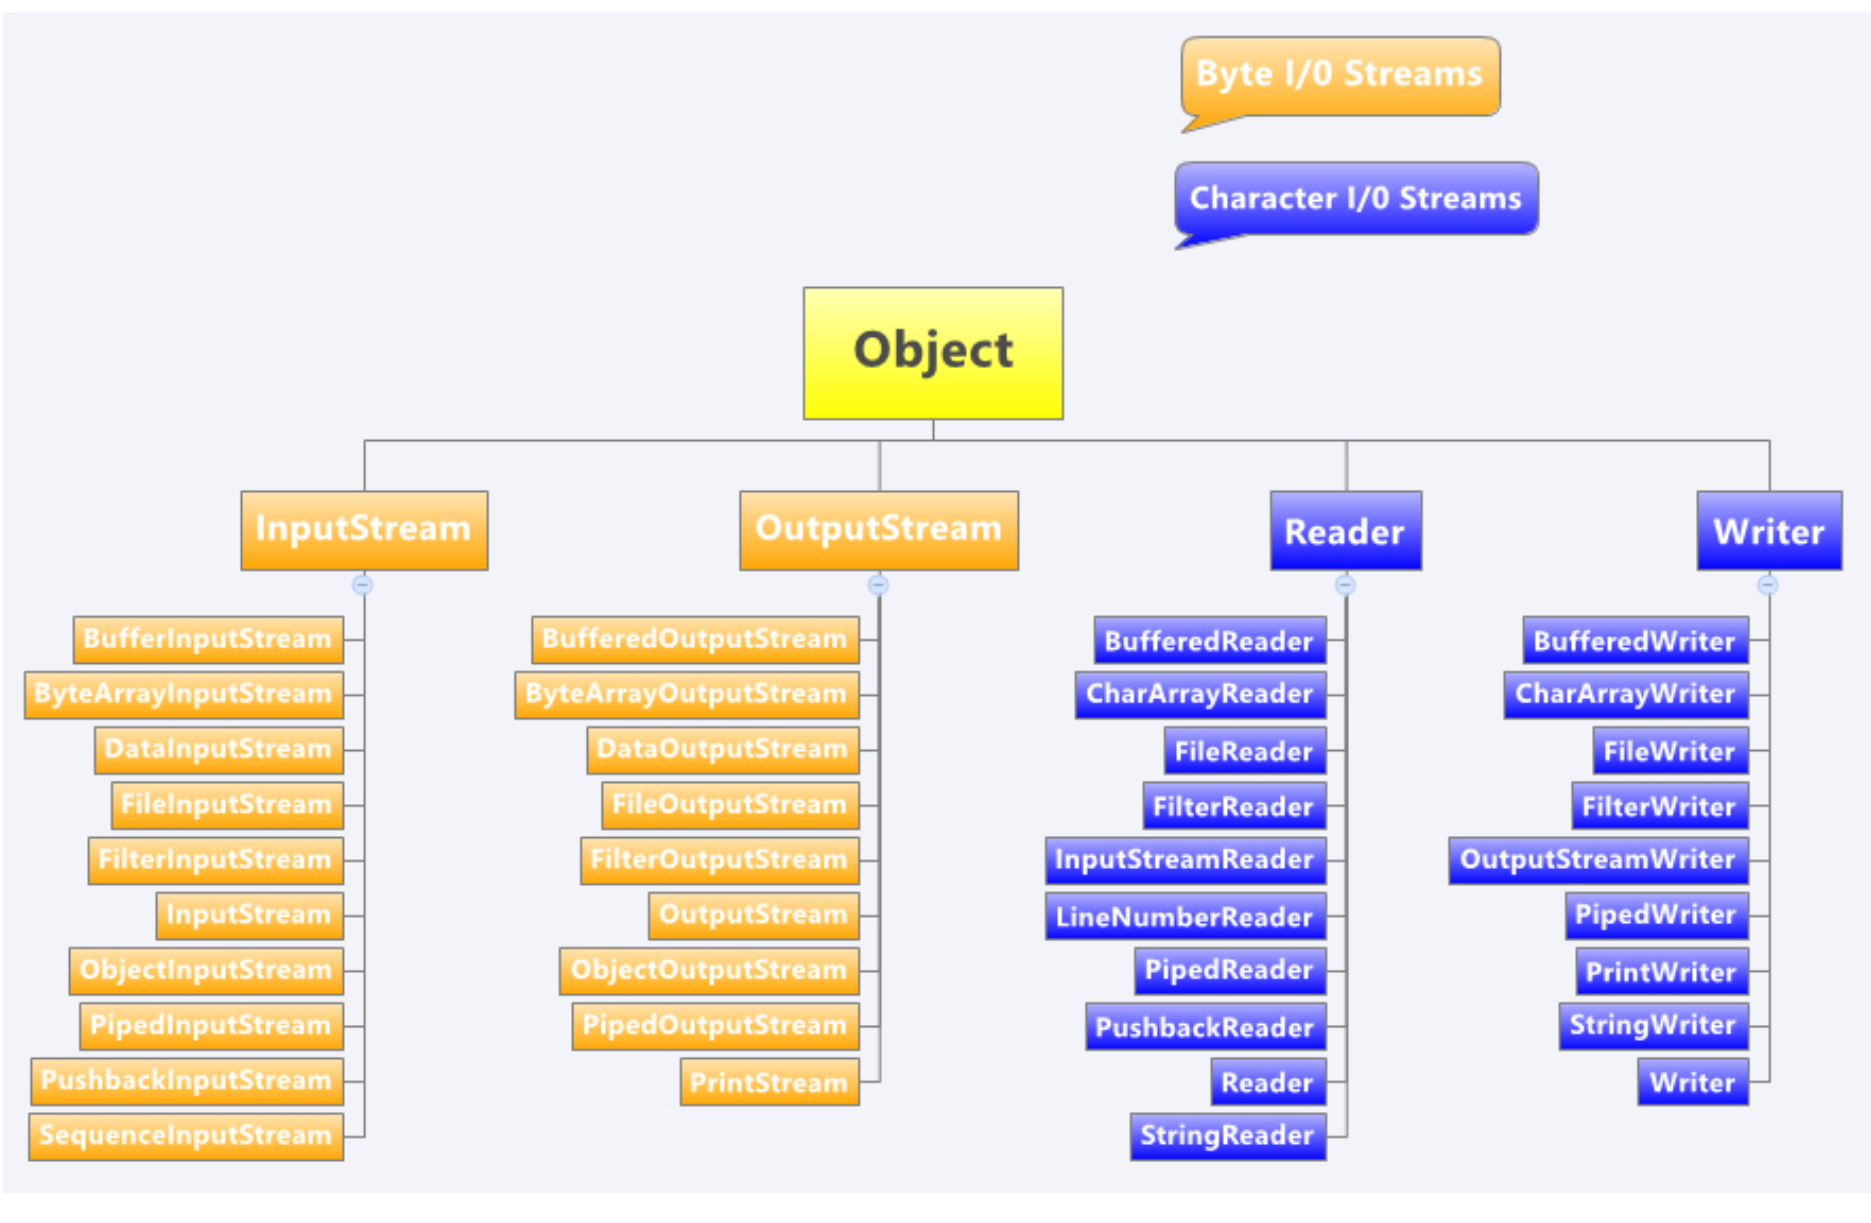 Byte I/0 Streams
Character I/0 Streams
Object
InputStream
BufferInputStream
ByteArrayInputStream
DataInputStream
FileInputStream
FilterInputStream
InputStream
ObjectInputStream
PipedInputStream
PushbackInputStream
SequenceInputStream
OutputStream
BufferedOutputStream
ByteArrayOutputStream
DataOutputStream
FileOutputStream
FilterOutputStream
OutputStream
ObjectOutputStream
PipedOutputStream
PrintStream
Reader
BufferedReader
CharArrayReader
FileReader
FilterReader
InputStreamReader
LineNumberReader
PipedReader
PushbackReader
Reader
StringReader
Writer
BufferedWriter
CharArrayWriter
FileWriter
FilterWriter
OutputStreamWriter
PipedWriter
PrintWriter
StringWriter
Writer